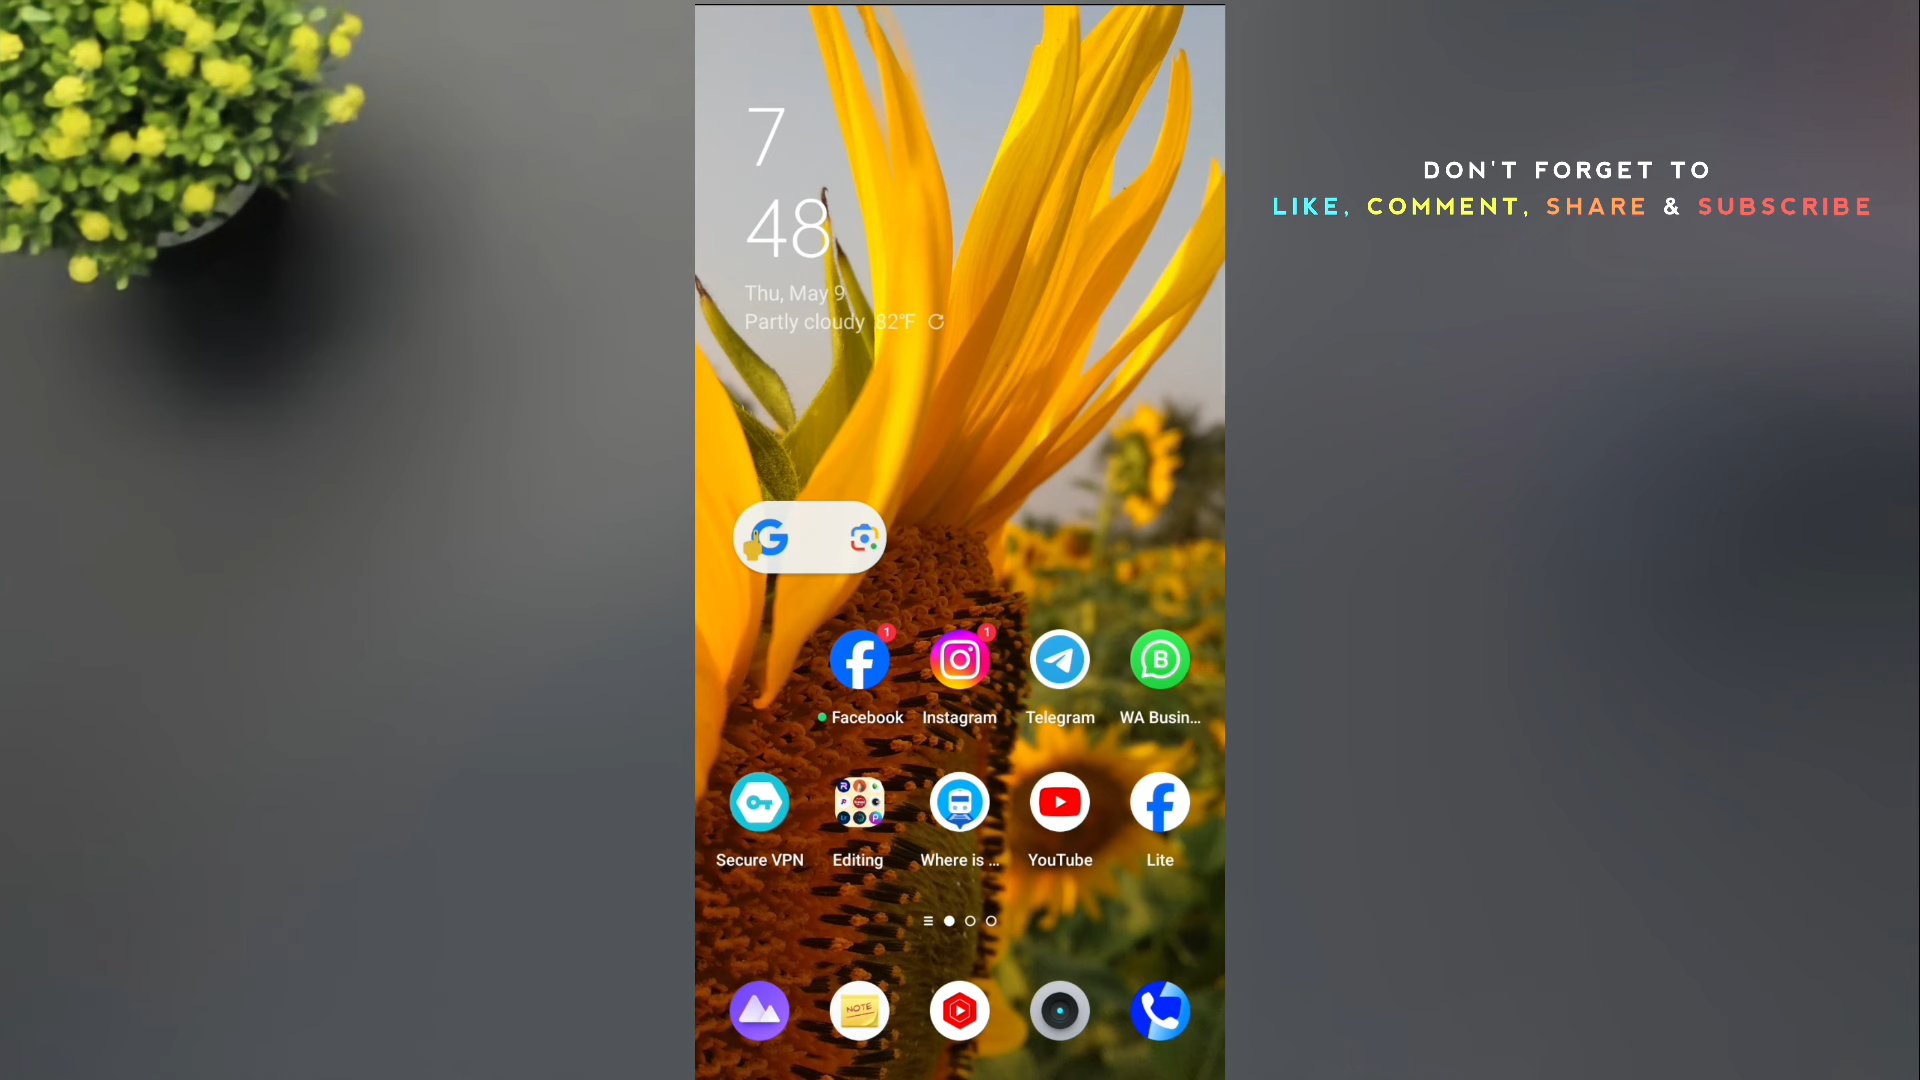 DON'T FORGET TO
LIKE, COMMENT, SHARE & SUBSCRIBE
7
48
Thu, May 9
Partly cloudy 82°F
1
1
Facebook
Instagram
Telegram
WA Busin...
Secure VPN
Editing
Where is ...
YouTube
Lite
NOTE